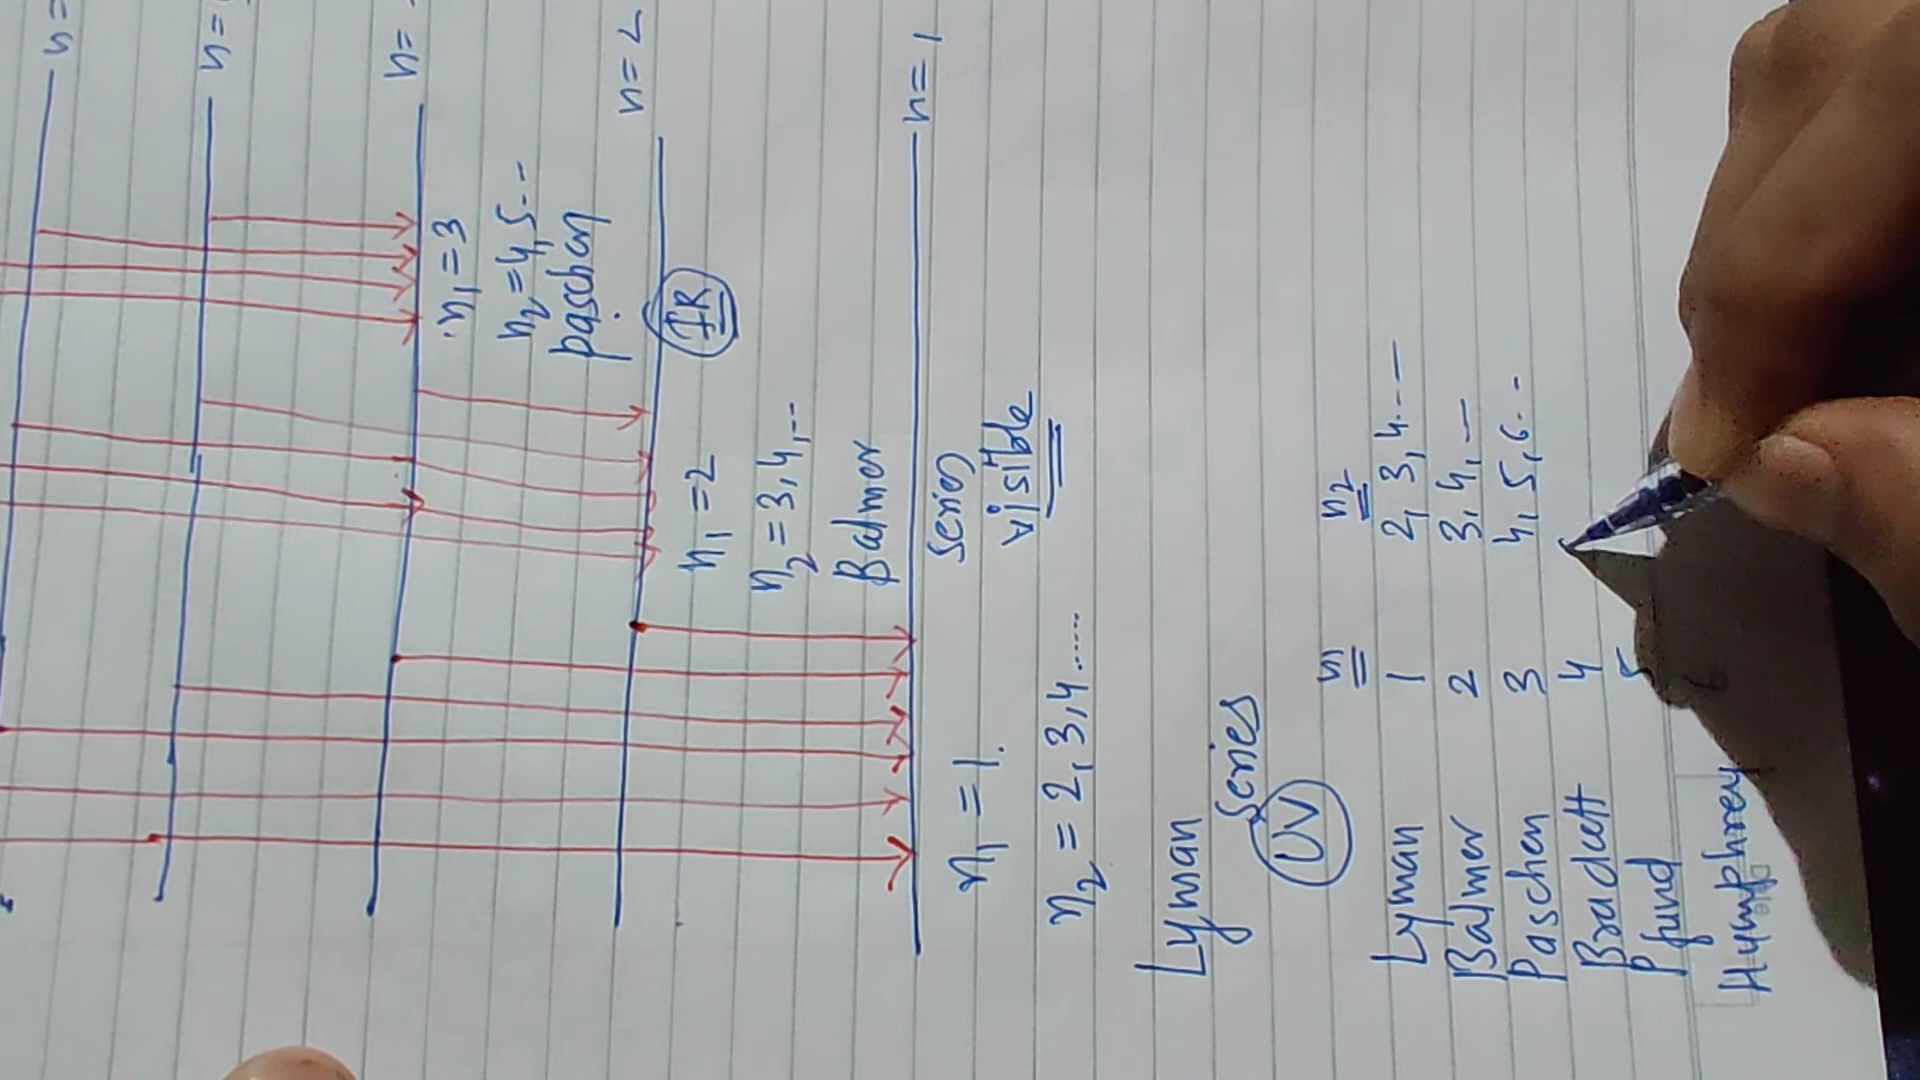 n=
n=
n=
n₁=3
n₂=4,5..
paschen
n=2
IR
n₁=2
n₂=3,4,...
Balmer
series
visible
n=1
n₁=1.
n₂=2,3,4......
Lyman
series
UV
n₁ n₂
Lyman 1 2,3,4.---
Balmer 2 3,4,—
Paschen 3 4,5,6..
Brackett 4
Pfund 5
Humphrey